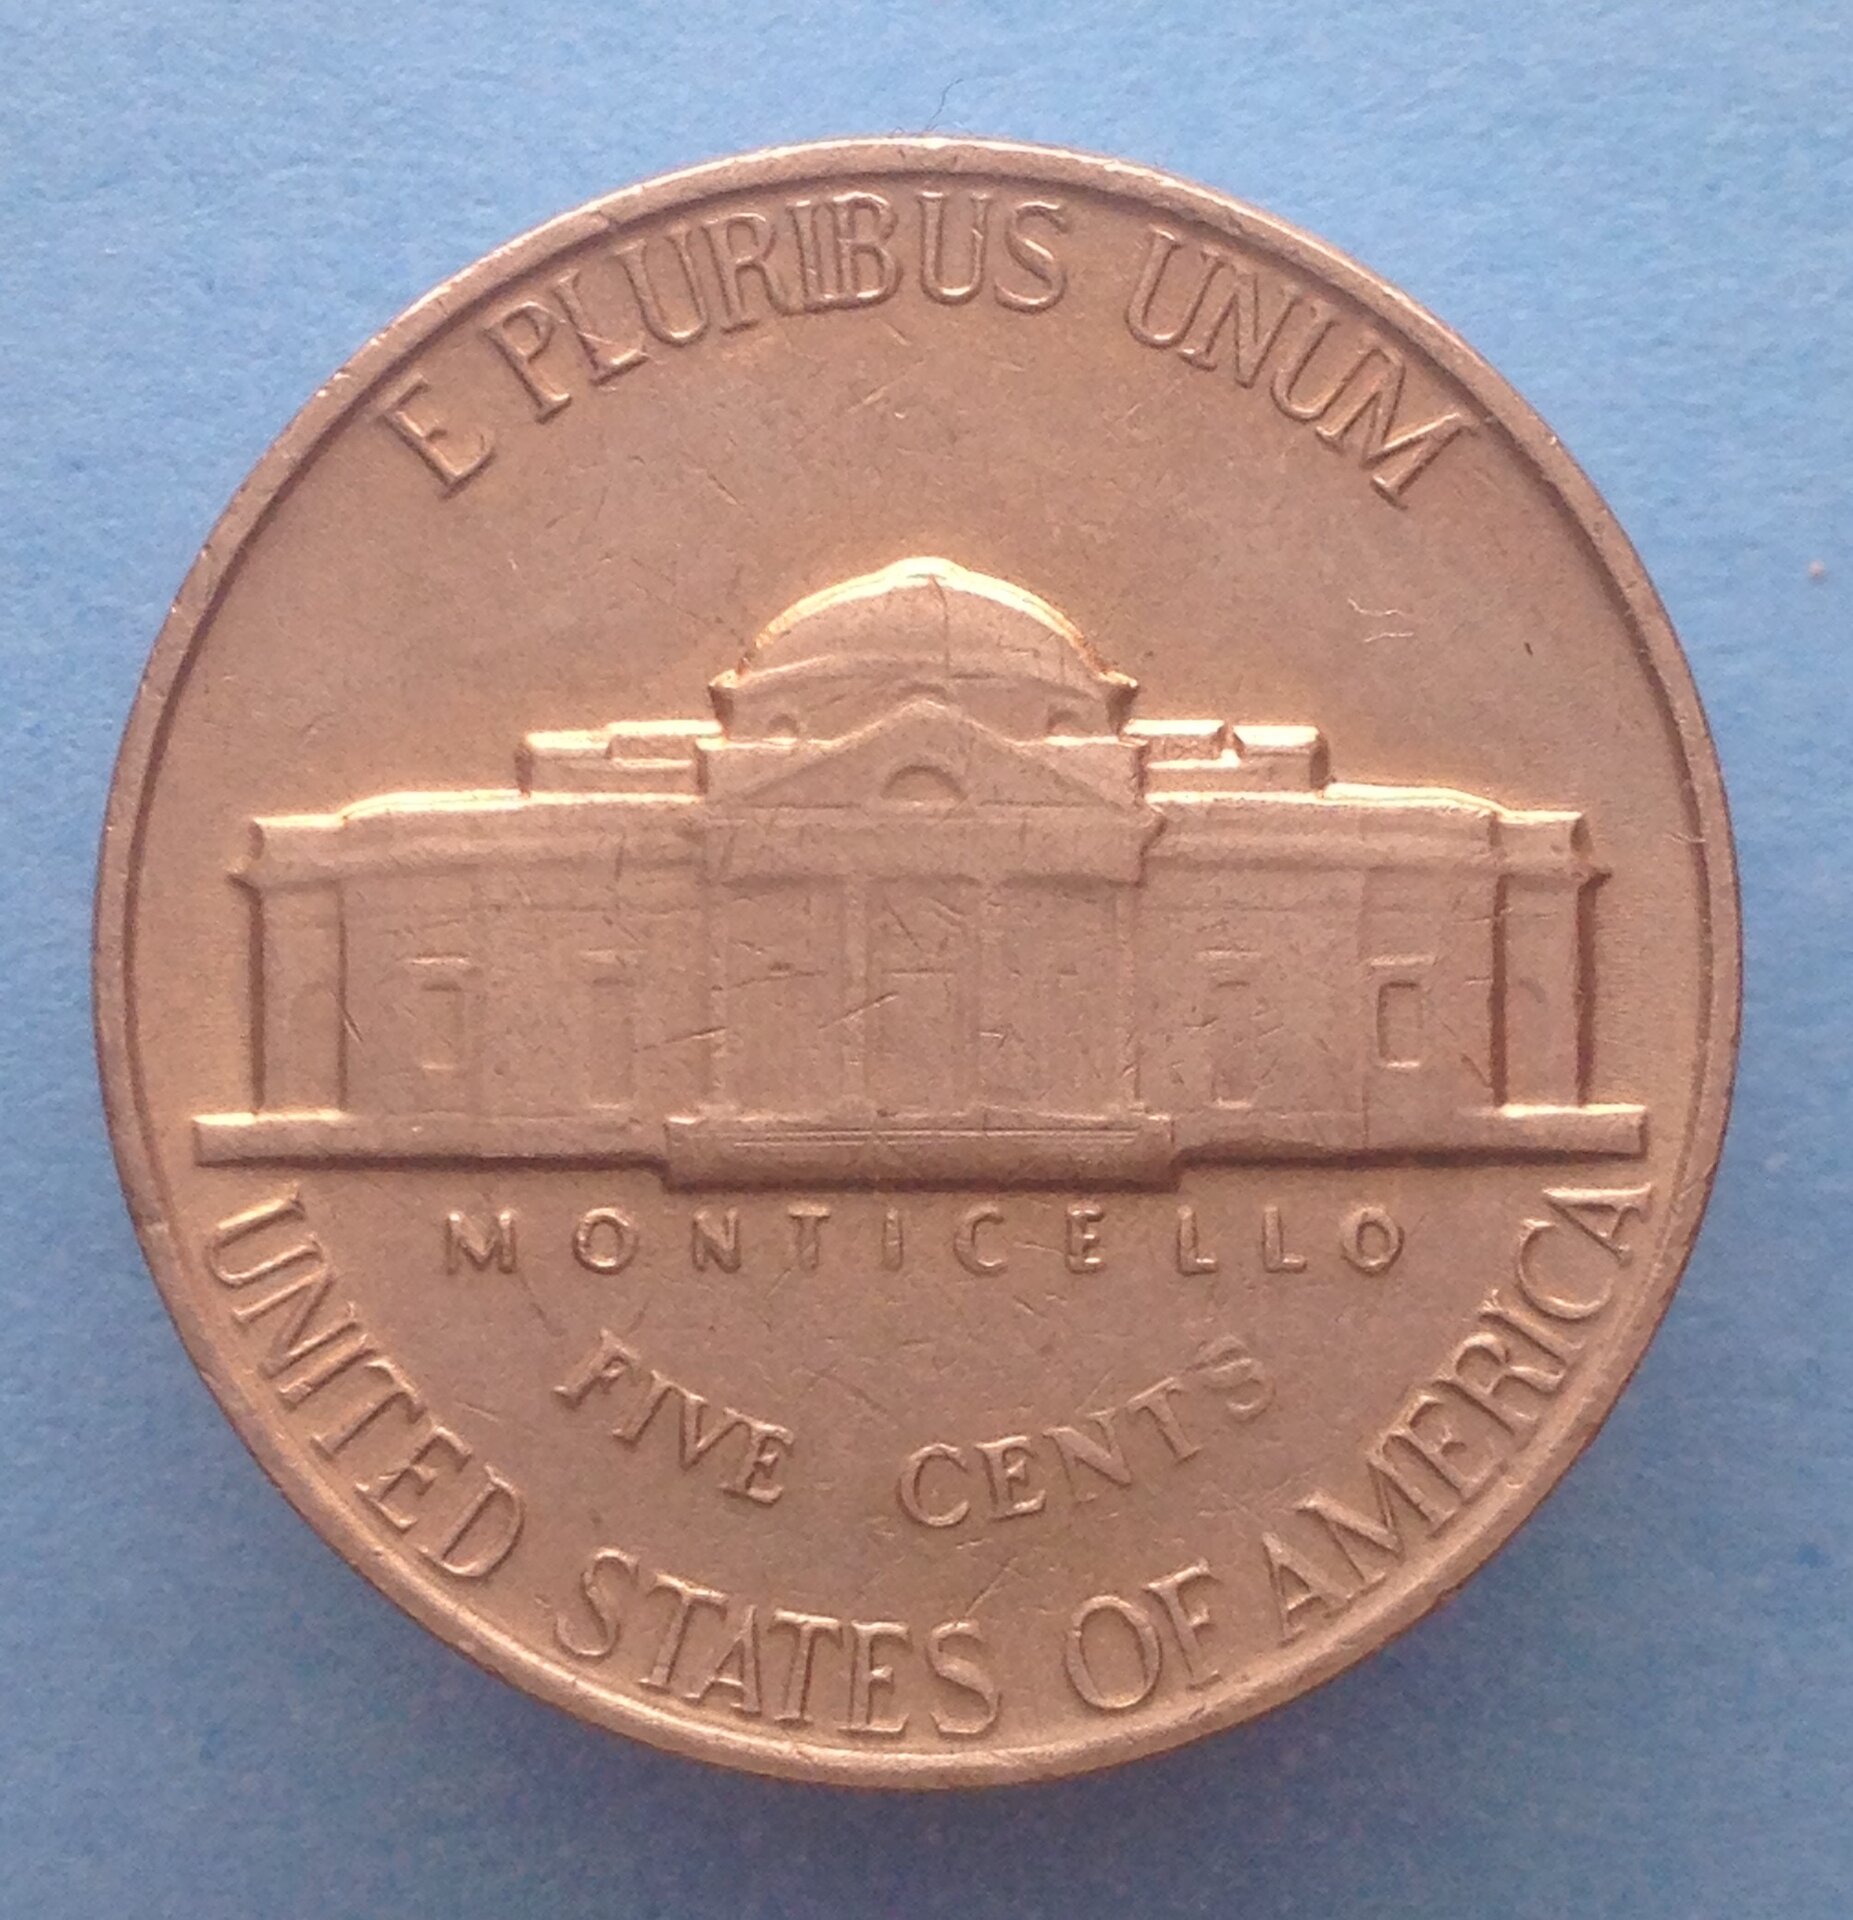 E PLURIBUS UNUM
MONTICELLO
FIVE CENTS
UNITED STATES OF AMERICA